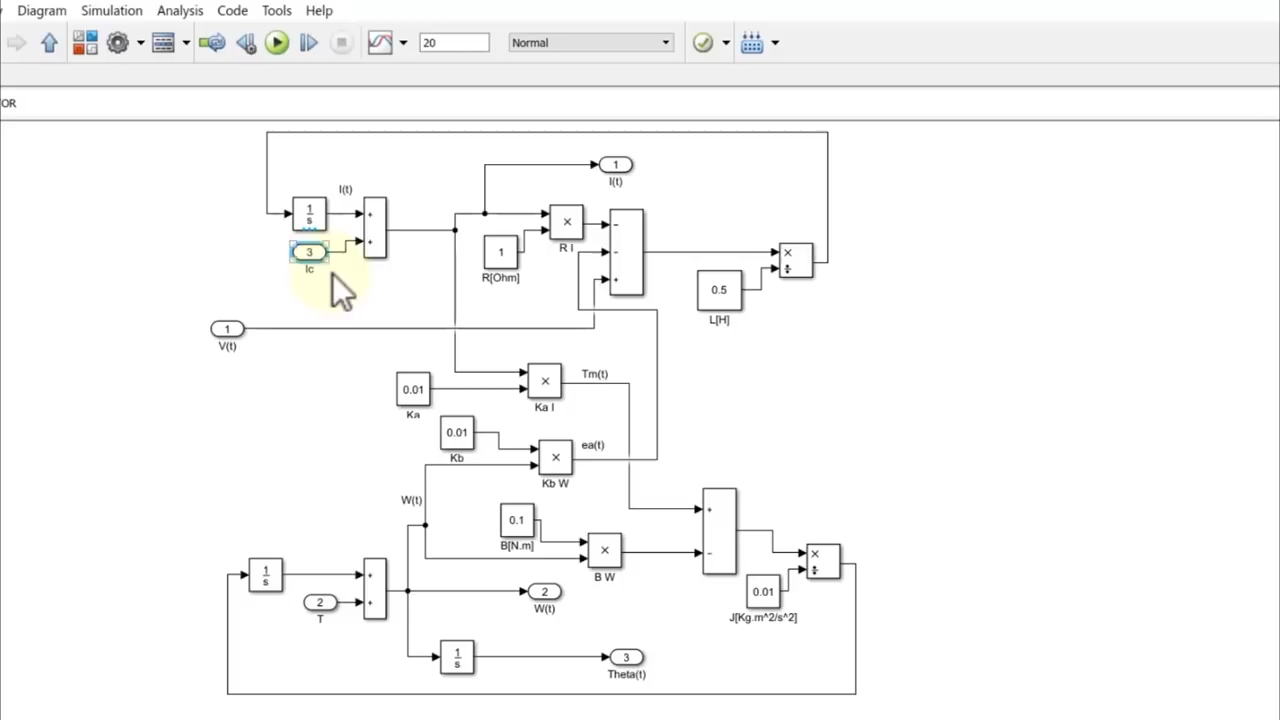 Diagram Simulation Analysis Code Tools Help
20 Normal
OR
1
I(t)
I(t)
1
s
+
+
3
Ic
×
R I
1
R[Ohm]
−
−
+
×
÷
0.5
L[H]
1
V(t)
0.01
Ka
×
Ka I
Tm(t)
0.01
Kb
×
Kb W
ea(t)
W(t)
0.1
B[N.m]
×
B W
+
−
×
÷
0.01
J[Kg.m^2/s^2]
1
s
+
+
2
T
2
W(t)
1
s
3
Theta(t)